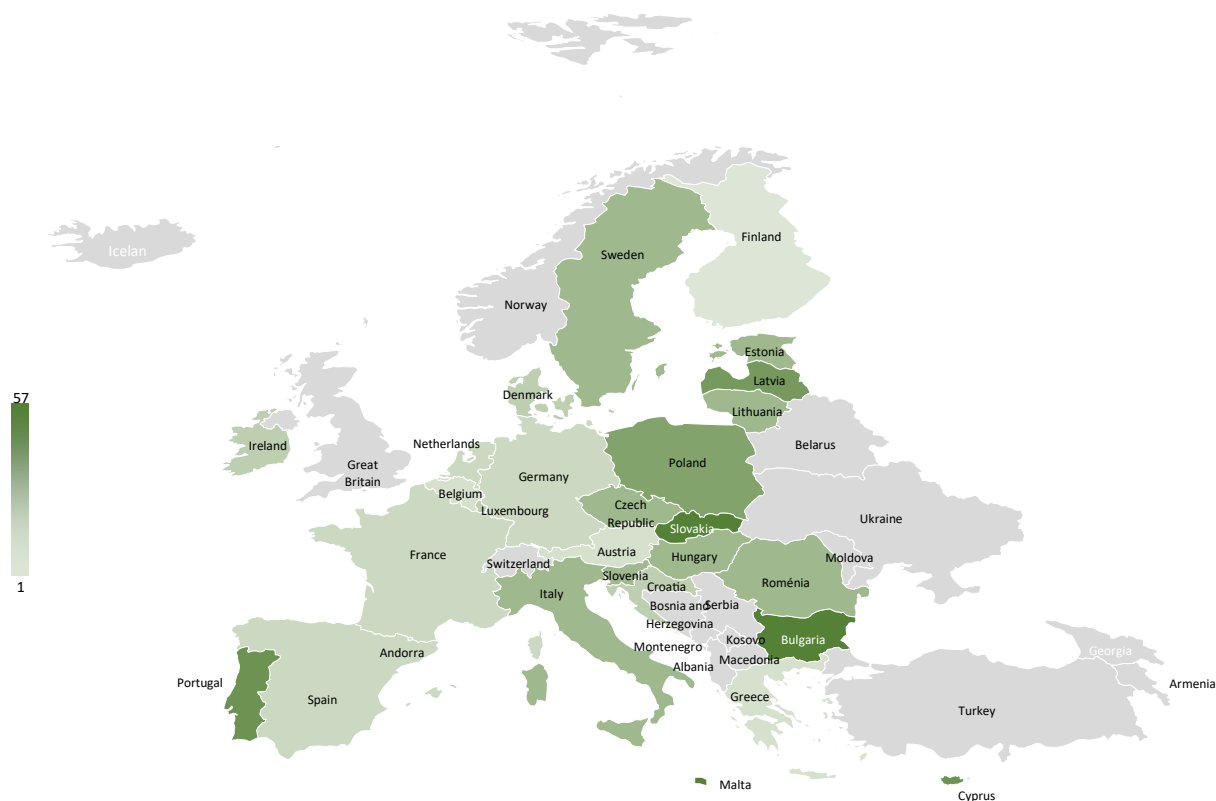 Icelan
Finland
Sweden
Norway
Estonia
Latvia
Denmark
57
Lithuania
Netherlands
Ireland
Belarus
Great
Britain
Poland
Germany
Belgium
Czech
Republic
Luxembourg
Ukraine
Slovakia
France
Austria
Hungary
Moldova
Switzerland
Slovenia
Roménia
1
Croatia
Italy
Bosnia and
Herzegovina
Serbia
Kosovo
Bulgaria
Montenegro
Andorra
Macedonia
Georgia
Albania
Portugal
Armenia
Spain
Greece
Turkey
Malta
Cyprus